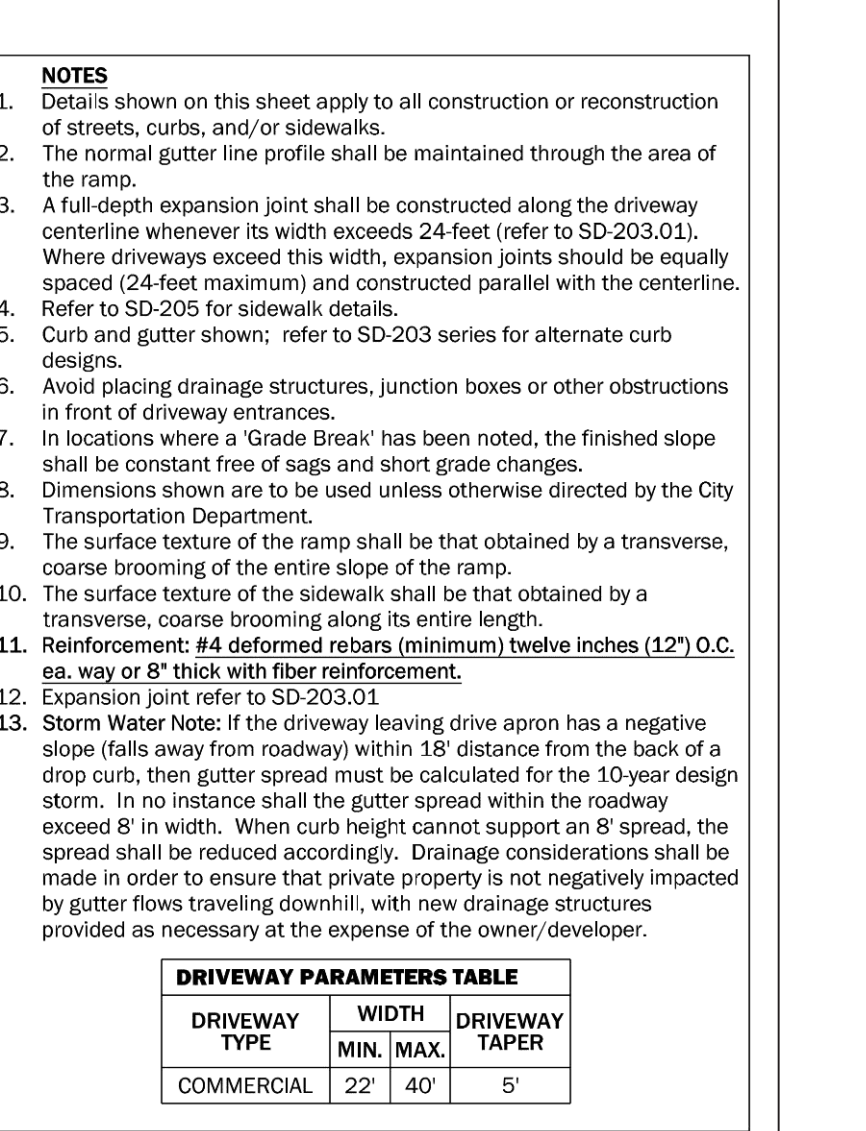 NOTES
1. Details shown on this sheet apply to all construction or reconstruction
of streets, curbs, and/or sidewalks.
2. The normal gutter line profile shall be maintained through the area of
the ramp.
3. A full-depth expansion joint shall be constructed along the driveway
centerline whenever its width exceeds 24-feet (refer to SD-203.01).
Where driveways exceed this width, expansion joints should be equally
spaced (24-feet maximum) and constructed parallel with the centerline.
4. Refer to SD-205 for sidewalk details.
5. Curb and gutter shown; refer to SD-203 series for alternate curb
designs.
6. Avoid placing drainage structures, junction boxes or other obstructions
in front of driveway entrances.
7. In locations where a 'Grade Break' has been noted, the finished slope
shall be constant free of sags and short grade changes.
8. Dimensions shown are to be used unless otherwise directed by the City
Transportation Department.
9. The surface texture of the ramp shall be that obtained by a transverse,
coarse brooming of the entire slope of the ramp.
10. The surface texture of the sidewalk shall be that obtained by a
transverse, coarse brooming along its entire length.
11. Reinforcement: #4 deformed rebars (minimum) twelve inches (12") O.C.
ea. way or 8" thick with fiber reinforcement.
12. Expansion joint refer to SD-203.01
13. Storm Water Note: If the driveway leaving drive apron has a negative
slope (falls away from roadway) within 18' distance from the back of a
drop curb, then gutter spread must be calculated for the 10-year design
storm. In no instance shall the gutter spread within the roadway
exceed 8' in width. When curb height cannot support an 8' spread, the
spread shall be reduced accordingly. Drainage considerations shall be
made in order to ensure that private property is not negatively impacted
by gutter flows traveling downhill, with new drainage structures
provided as necessary at the expense of the owner/developer.
DRIVEWAY PARAMETERS TABLE
DRIVEWAY TYPE WIDTH DRIVEWAY TAPER
MIN. MAX.
COMMERCIAL 22' 40' 5'